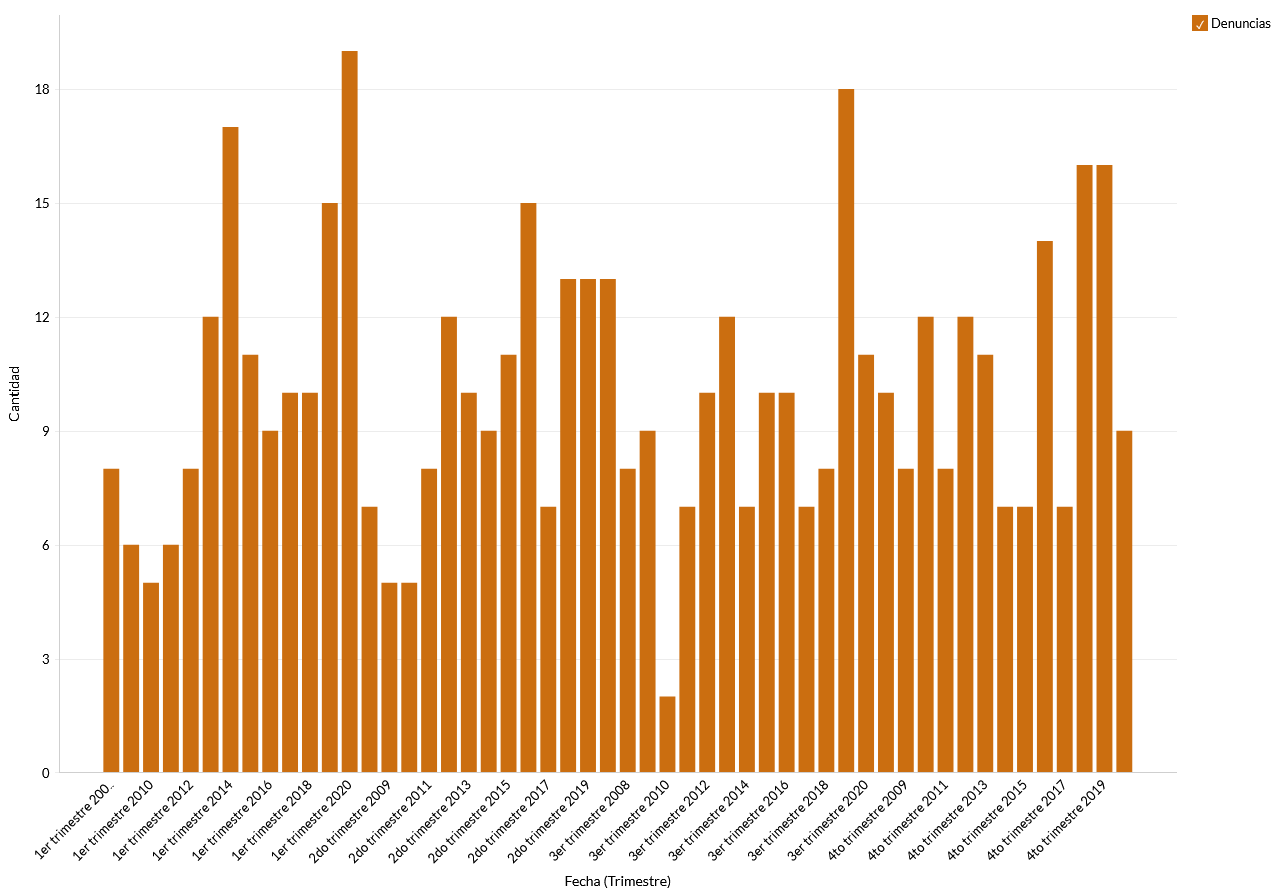 Denuncias
18
15
12
9
6
3
0
Cantidad
1er trimestre 200..
1er trimestre 2010
1er trimestre 2012
1er trimestre 2014
1er trimestre 2016
1er trimestre 2018
1er trimestre 2020
2do trimestre 2009
2do trimestre 2011
2do trimestre 2013
2do trimestre 2015
2do trimestre 2017
2do trimestre 2019
3er trimestre 2008
3er trimestre 2010
3er trimestre 2012
3er trimestre 2014
3er trimestre 2016
3er trimestre 2018
3er trimestre 2020
4to trimestre 2009
4to trimestre 2011
4to trimestre 2013
4to trimestre 2015
4to trimestre 2017
4to trimestre 2019
Fecha (Trimestre)